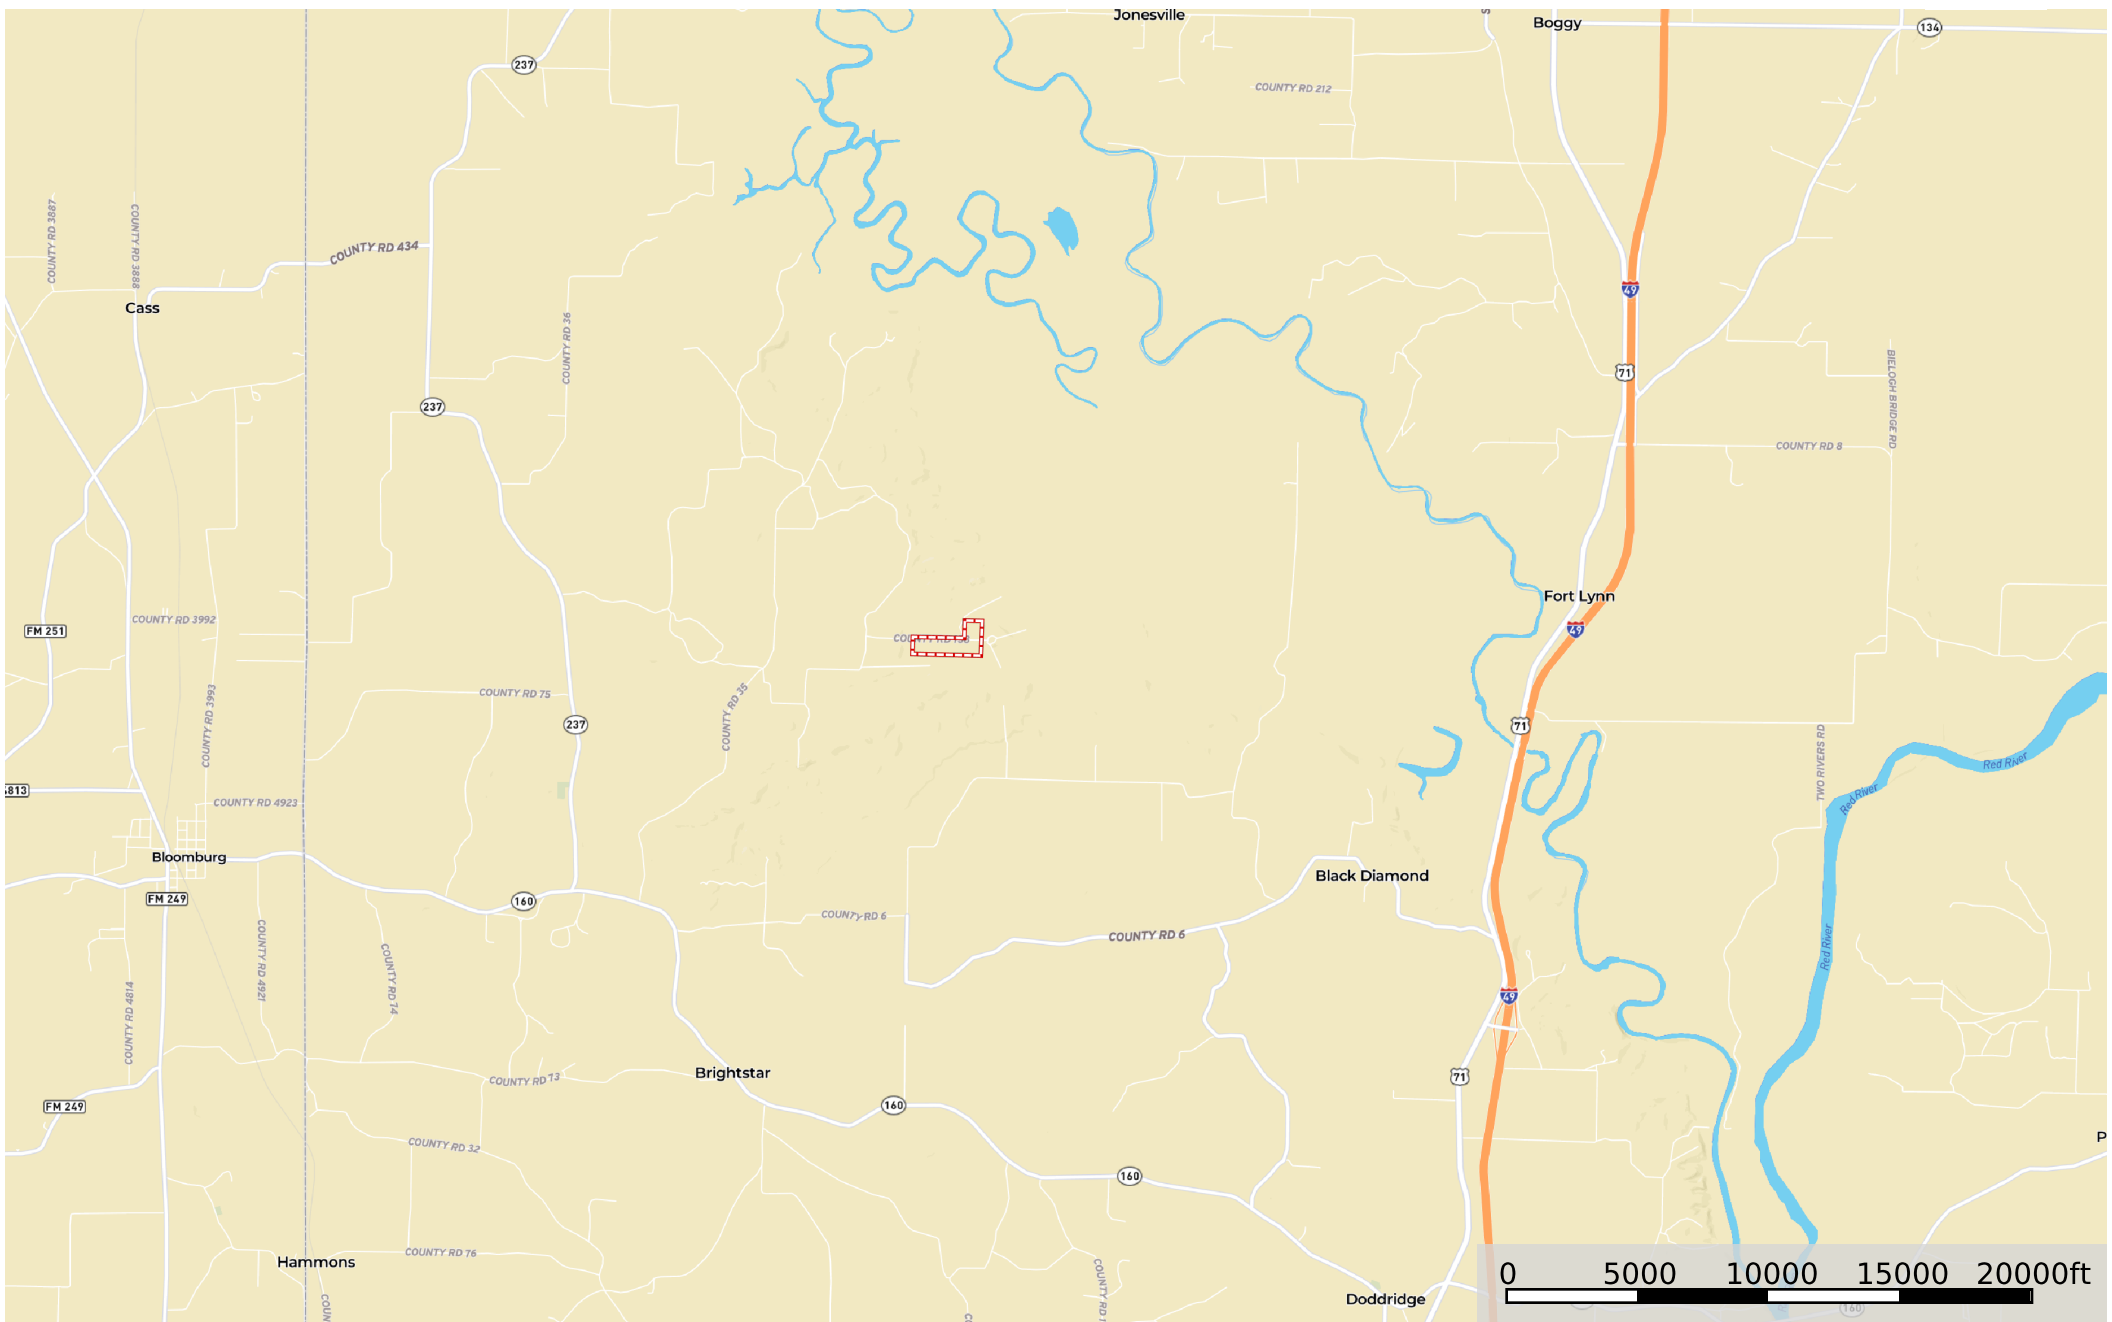 Jonesville
Boggy
134
237
COUNTY RD 212
COUNTY RD 3887
COUNTY RD 3888
COUNTY RD 434
49
Cass
COUNTY RD 36
71
BIELOGH BRIDGE RD
237
COUNTY RD 8
Fort Lynn
COUNTY RD 3992
FM 251
49
COUNTY RD 75
COUNTY RD 3993
COUNTY RD 35
237
71
TWO RIVERS RD
Red River
Red River
COUNTY RD 4923
Bloomburg
Black Diamond
FM 249
160
COUNTY RD 6
COUNTY RD 6
Red River
COUNTY RD 4921
COUNTY RD 74
COUNTY RD 4814
49
Brightstar
COUNTY RD 73
71
FM 249
160
COUNTY RD 32
160
Hammons
COUNTY RD 76
Doddridge
0 5000 10000 15000 20000ft
160